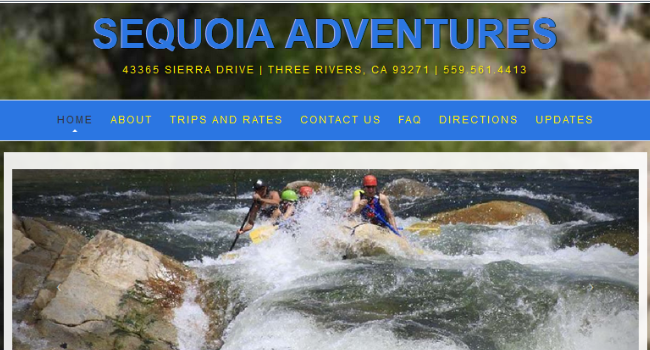 SEQUOIA ADVENTURES
43365 SIERRA DRIVE | THREE RIVERS, CA 93271 | 559.561.4413
HOME ABOUT TRIPS AND RATES CONTACT US FAQ DIRECTIONS UPDATES